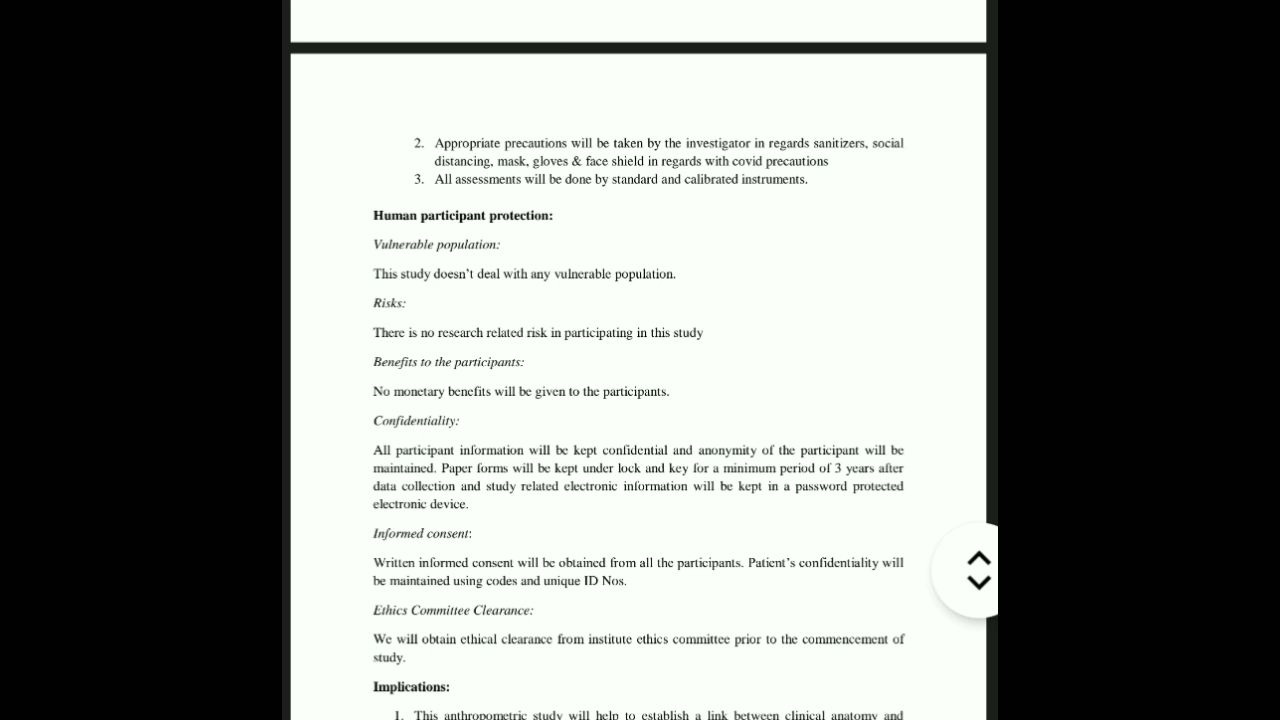 2. Appropriate precautions will be taken by the investigator in regards sanitizers, social
distancing, mask, gloves & face shield in regards with covid precautions
3. All assessments will be done by standard and calibrated instruments.
Human participant protection:
Vulnerable population:
This study doesn't deal with any vulnerable population.
Risks:
There is no research related risk in participating in this study
Benefits to the participants:
No monetary benefits will be given to the participants.
Confidentiality:
All participant information will be kept confidential and anonymity of the participant will be
maintained. Paper forms will be kept under lock and key for a minimum period of 3 years after
data collection and study related electronic information will be kept in a password protected
electronic device.
Informed consent:
Written informed consent will be obtained from all the participants. Patient's confidentiality will
be maintained using codes and unique ID Nos.
Ethics Committee Clearance:
We will obtain ethical clearance from institute ethics committee prior to the commencement of
study.
Implications:
1. This anthropometric study will help to establish a link between clinical anatomy and